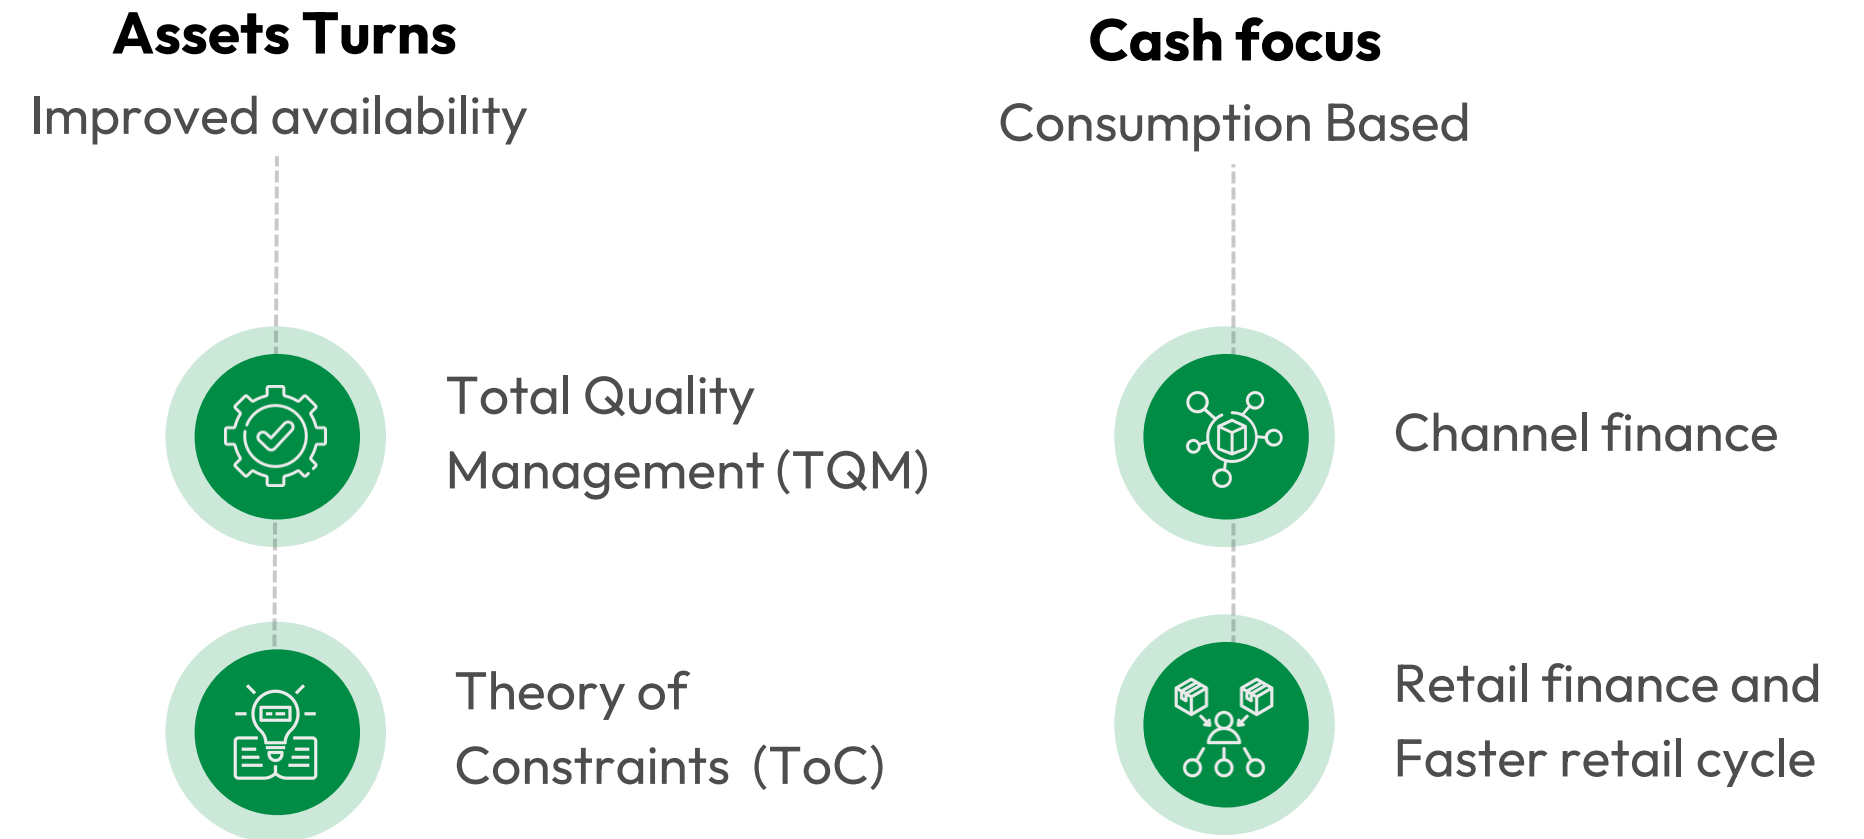 Assets Turns
Improved availability
Total Quality
Management (TQM)
Theory of
Constraints (ToC)
Cash focus
Consumption Based
Channel finance
Retail finance and
Faster retail cycle